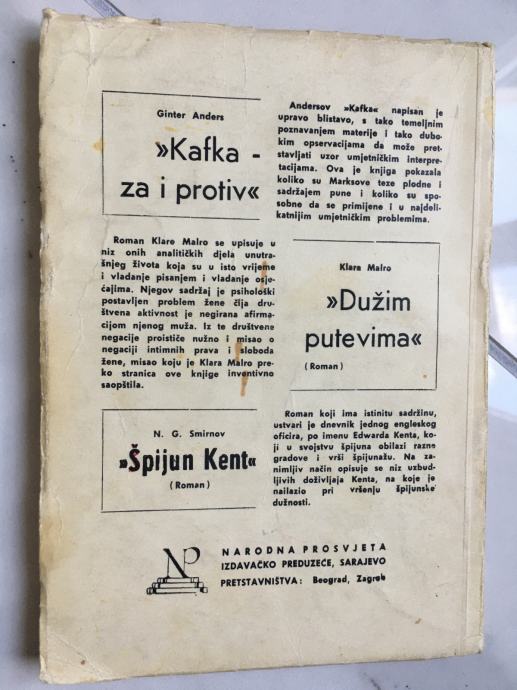 Ginter Anders
»Kafka -
za i protiv«
Andersov »Kafka« napisan je
upravo blistavo, s tako temeljnim
poznavanjem materije i tako dubo-
kim opservacijama da može pret-
stavljati uzor umjetničkim interpre-
tacijama. Ova je knjiga pokazala
koliko su Marksove teze plodne i
sadržajem pune i koliko su spo-
sobne da se primijene i u najdeli-
katnijim umjetničkim problemima.
Roman Klare Malro se upisuje u
niz onih analitičkih djela unutra-
šnjeg života koja su u isto vrijeme
i vladanje pisanjem i vladanje osje-
ćajima. Njegov sadržaj je psihološki
postavljen problem žene čija dru-
štvena aktivnost je negirana afirma-
cijom njenog muža. Iz te društvene
negacije proističe nužno i misao o
negaciji intimnih prava i sloboda
žene, misao koju je Klara Malro pre-
ko stranica ove knjige inventivno
saopštila.
Klara Malro
»Dužim
putevima«
(Roman)
N. G. Smirnov
»Špijun Kent«
(Roman)
Roman koji ima istinitu sadržinu,
ustvari je dnevnik jednog engleskog
oficira, po imenu Edwarda Kenta, ko-
ji u svojstvu špijuna obilazi razne
gradove i vrši špijunažu. Na za-
nimljiv način opisuje se niz uzbud-
ljivih doživljaja Kenta, na koje je
nailazio pri vršenju špijunske
dužnosti.
NP
NARODNA PROSVJETA
IZDAVAČKO PREDUZEĆE, SARAJEVO
PRETSTAVNIŠTVA: Beograd, Zagreb